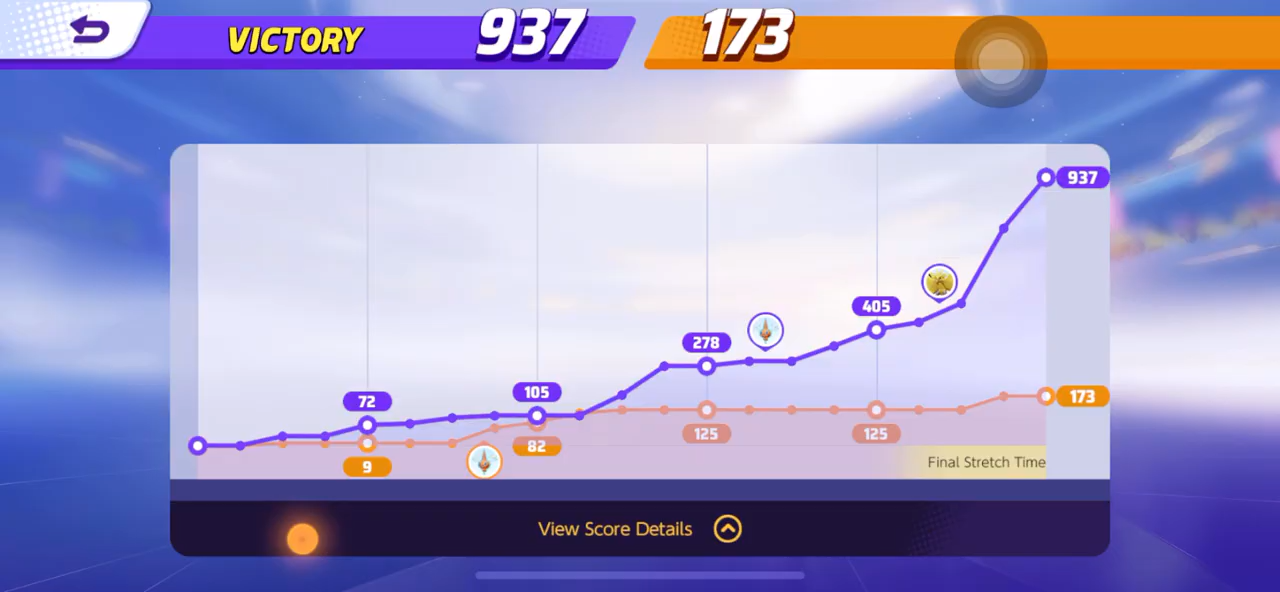 VICTORY 937 173
937
405
278
72 105
173
9 82 125 125
Final Stretch Time
View Score Details